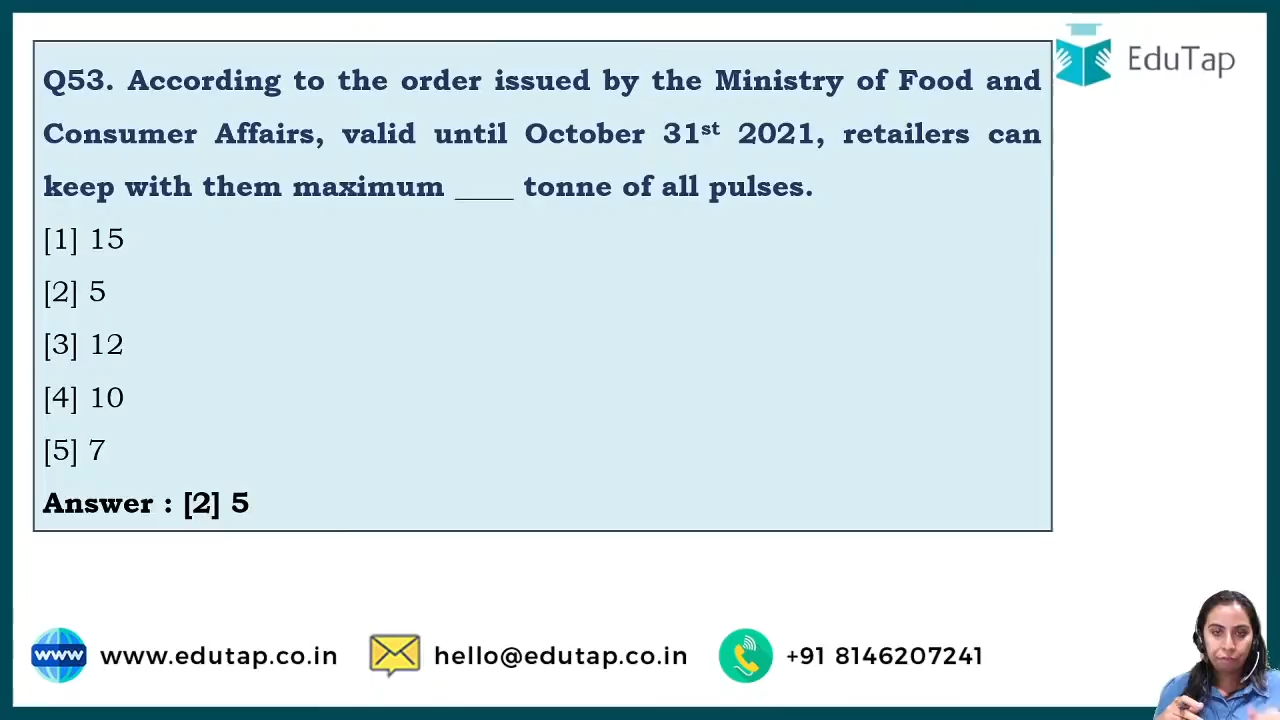 Q53. According to the order issued by the Ministry of Food and
Consumer Affairs, valid until October 31st 2021, retailers can
keep with them maximum ____ tonne of all pulses.
[1] 15
[2] 5
[3] 12
[4] 10
[5] 7
Answer : [2] 5
EduTap
www www.edutap.co.in hello@edutap.co.in +91 8146207241